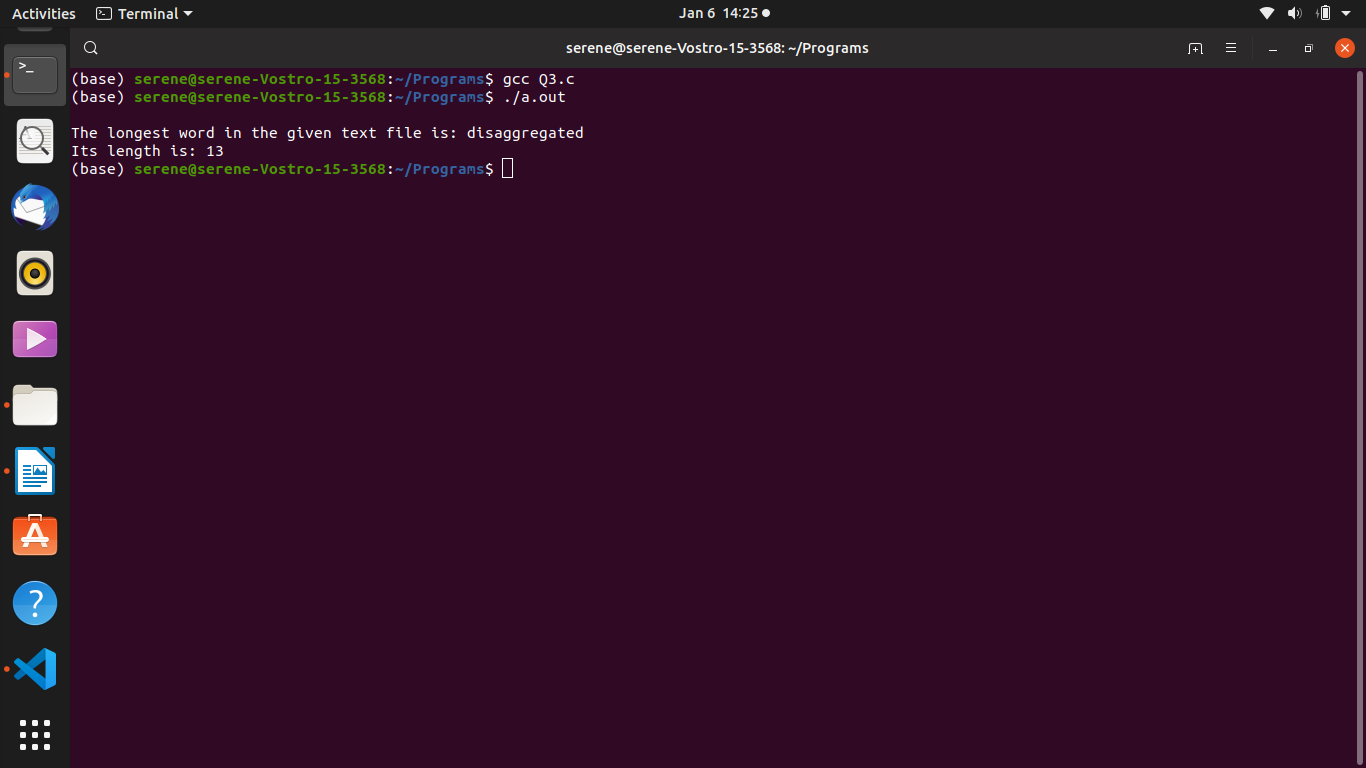 Activities Terminal Jan 6 14:25
serene@serene-Vostro-15-3568: ~/Programs
(base) serene@serene-Vostro-15-3568:~/Programs$ gcc Q3.c
(base) serene@serene-Vostro-15-3568:~/Programs$ ./a.out
The longest word in the given text file is: disaggregated
Its length is: 13
(base) serene@serene-Vostro-15-3568:~/Programs$